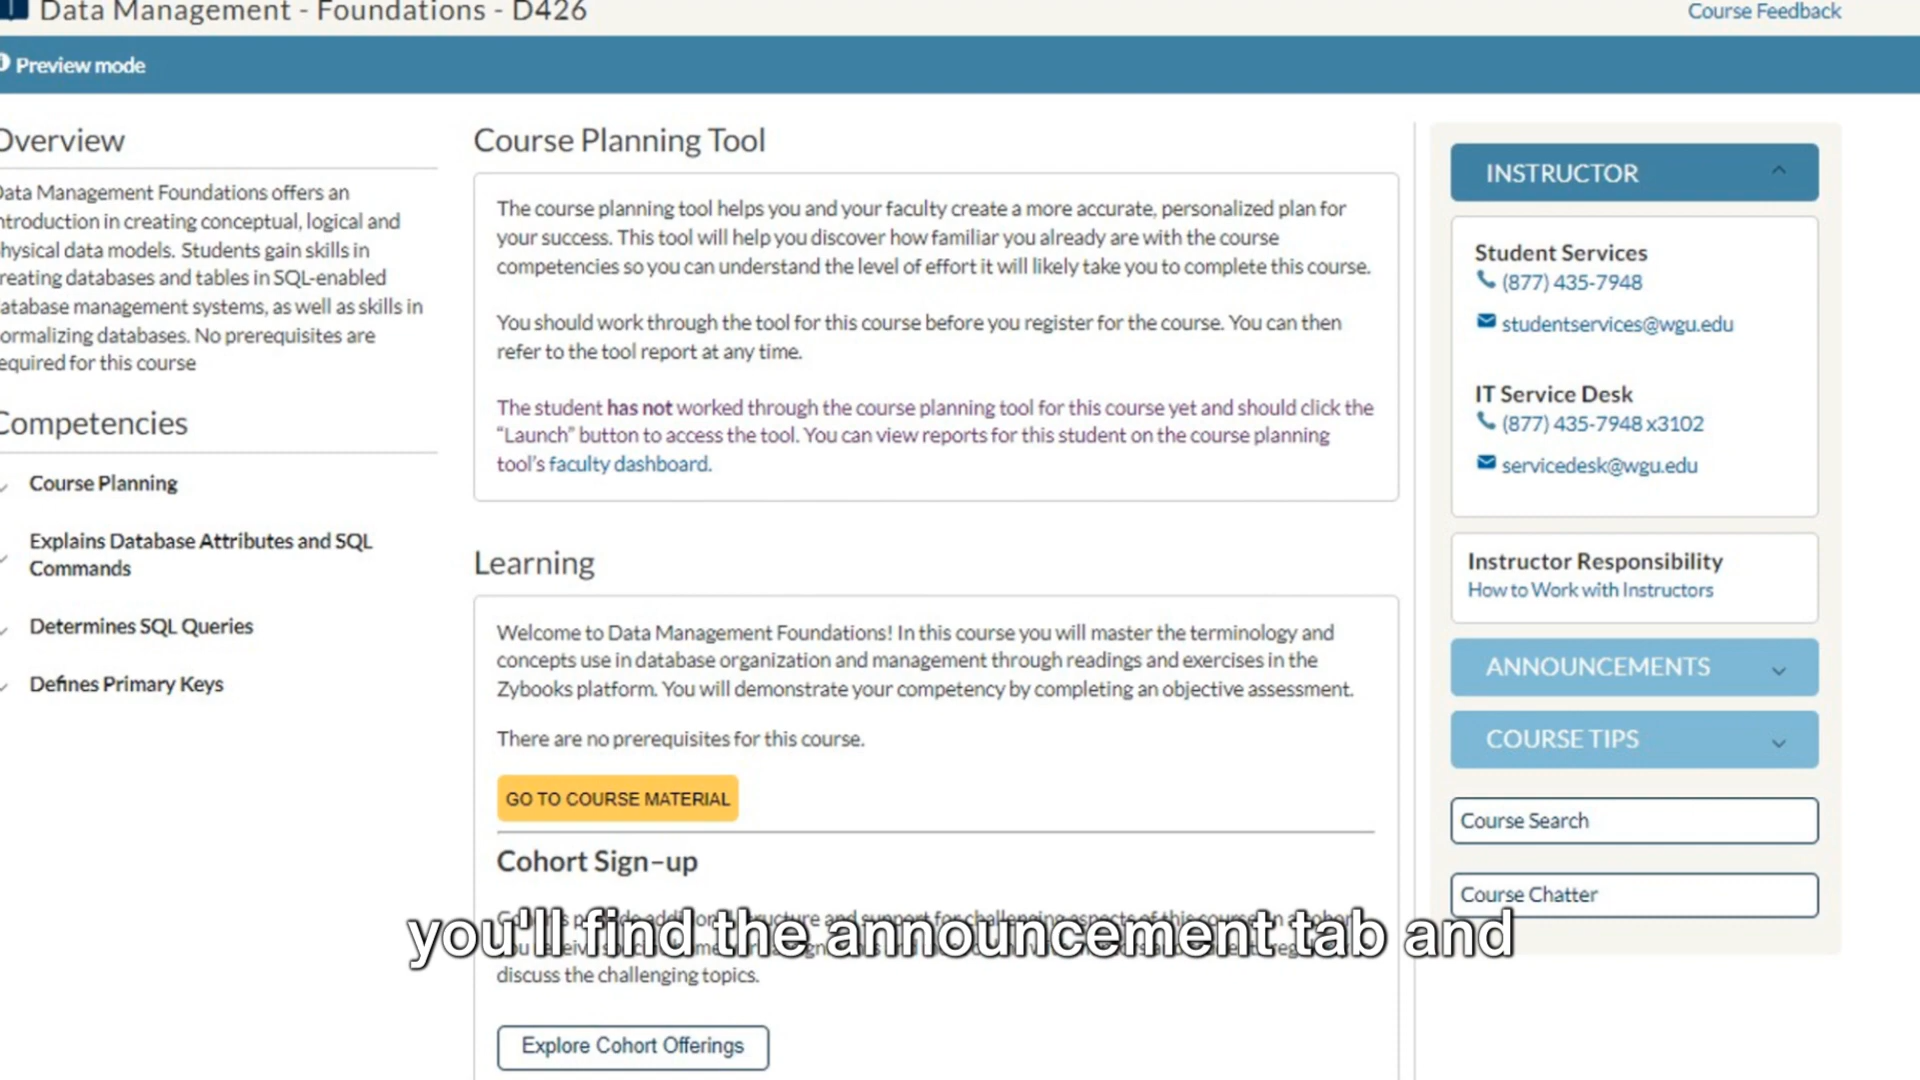 Data Management - Foundations - D426
Course Feedback
Preview mode
Overview
Data Management Foundations offers an
introduction in creating conceptual, logical and
physical data models. Students gain skills in
creating databases and tables in SQL-enabled
database management systems, as well as skills in
normalizing databases. No prerequisites are
required for this course
Competencies
Course Planning
Explains Database Attributes and SQL
Commands
Determines SQL Queries
Defines Primary Keys
Course Planning Tool
The course planning tool helps you and your faculty create a more accurate, personalized plan for
your success. This tool will help you discover how familiar you already are with the course
competencies so you can understand the level of effort it will likely take you to complete this course.
You should work through the tool for this course before you register for the course. You can then
refer to the tool report at any time.
The student has not worked through the course planning tool for this course yet and should click the
“Launch” button to access the tool. You can view reports for this student on the course planning
tool’s faculty dashboard.
Learning
Welcome to Data Management Foundations! In this course you will master the terminology and
concepts use in database organization and management through readings and exercises in the
Zybooks platform. You will demonstrate your competency by completing an objective assessment.
There are no prerequisites for this course.
GO TO COURSE MATERIAL
Cohort Sign-up
discuss the challenging topics.
Explore Cohort Offerings
INSTRUCTOR
Student Services
(877) 435-7948
studentservices@wgu.edu
IT Service Desk
(877) 435-7948 x3102
servicedesk@wgu.edu
Instructor Responsibility
How to Work with Instructors
ANNOUNCEMENTS
COURSE TIPS
Course Search
Course Chatter
you'll find the announcement tab and